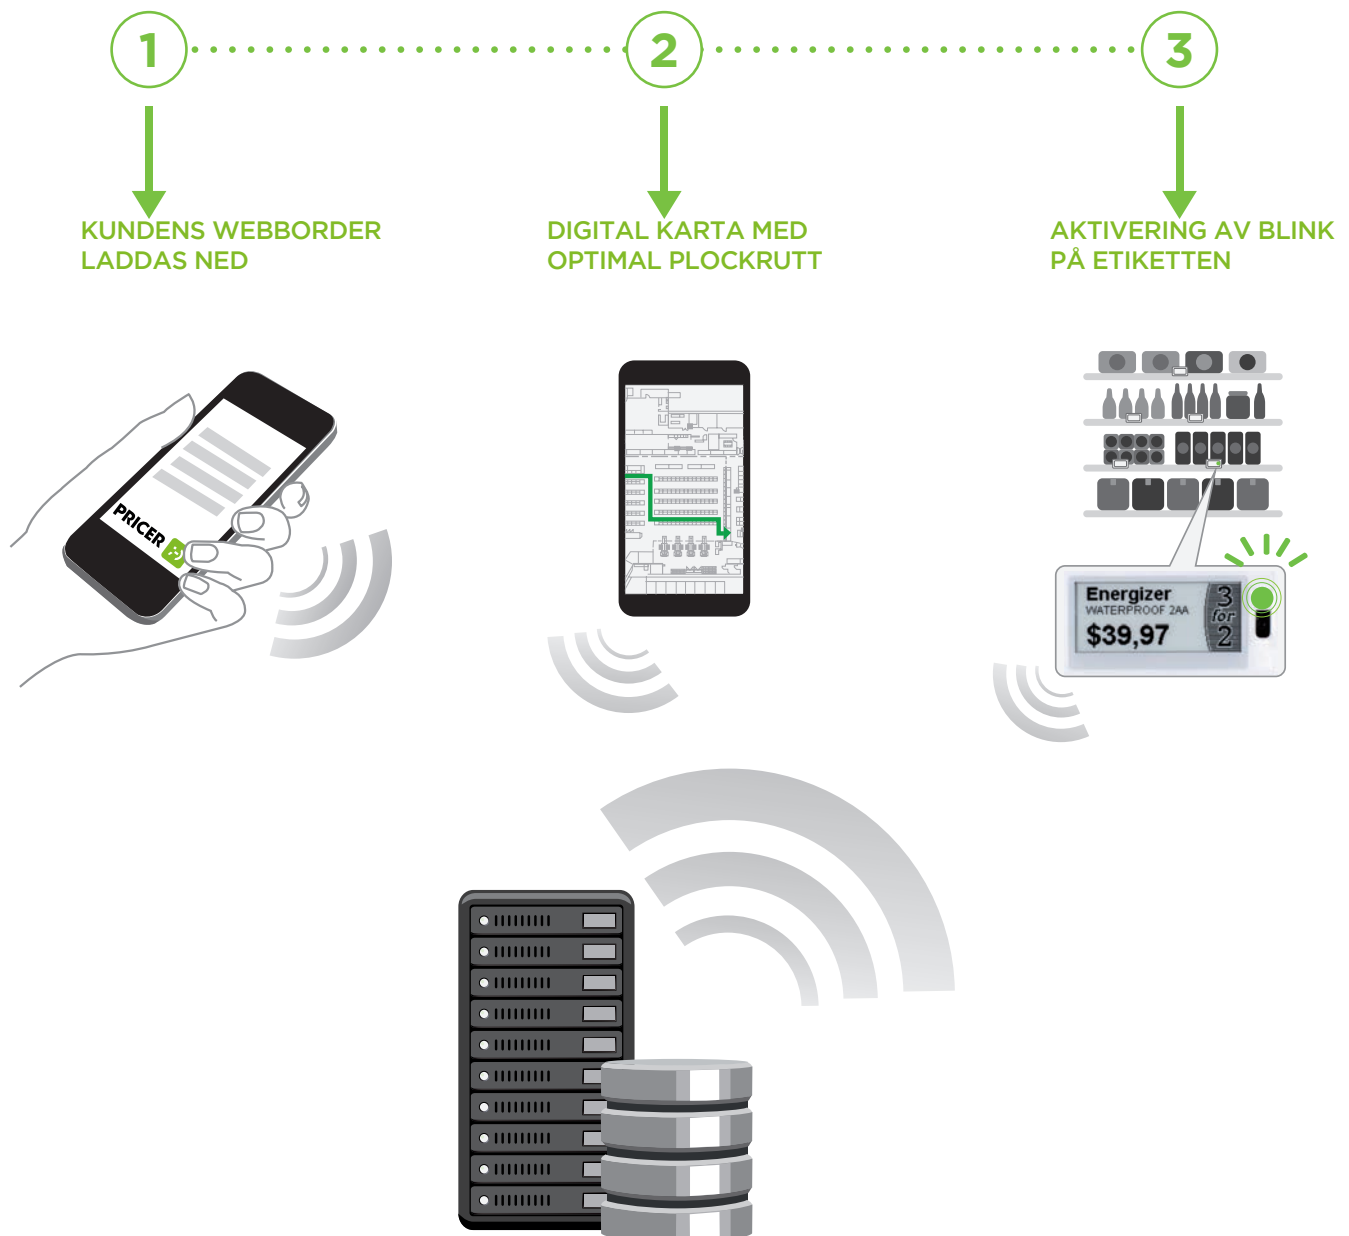 1
2
3
KUNDENS WEBBORDER
LADDAS NED
DIGITAL KARTA MED
OPTIMAL PLOCKRUTT
AKTIVERING AV BLINK
PÅ ETIKETTEN
PRICER
Energizer
WATERPROOF 2AA
$39,97
3
for
2